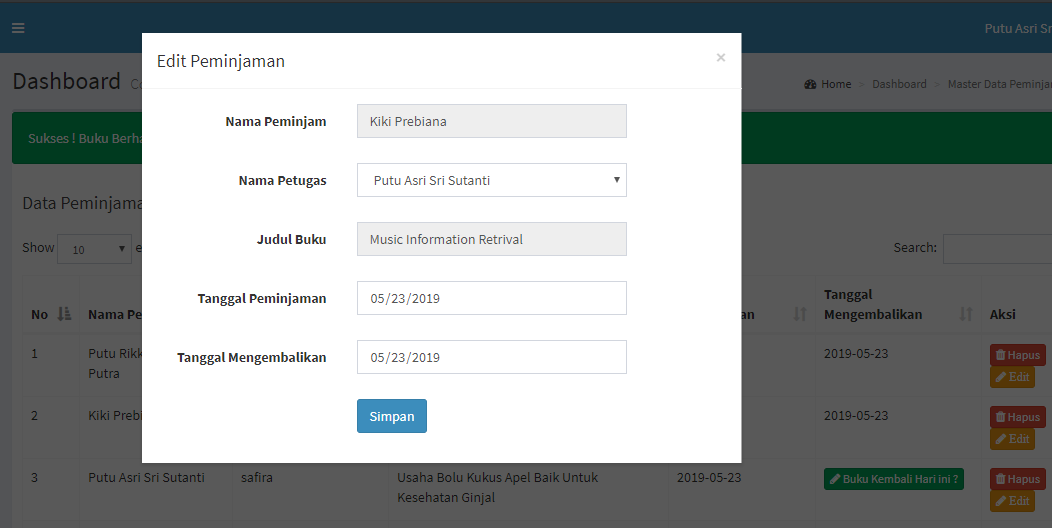 Putu Asri Sr
Edit Peminjaman ×
Dashboard
Home > Dashboard > Master Data Peminja
Nama Peminjam Kiki Prebiana
Sukses ! Buku Berha
Nama Petugas Putu Asri Sri Sutanti
Data Peminjama
Judul Buku Music Information Retrival
Show 10 e
Search:
Tanggal Peminjaman 05/23/2019
No Nama Pe an Tanggal Mengembalikan Aksi
Tanggal Mengembalikan 05/23/2019
1 Putu Rikk 2019-05-23 Hapus
Putra Edit
Simpan
2 Kiki Prebi 2019-05-23 Hapus
Edit
3 Putu Asri Sri Sutanti safira Usaha Bolu Kukus Apel Baik Untuk 2019-05-23 Buku Kembali Hari ini ? Hapus
Kesehatan Ginjal Edit